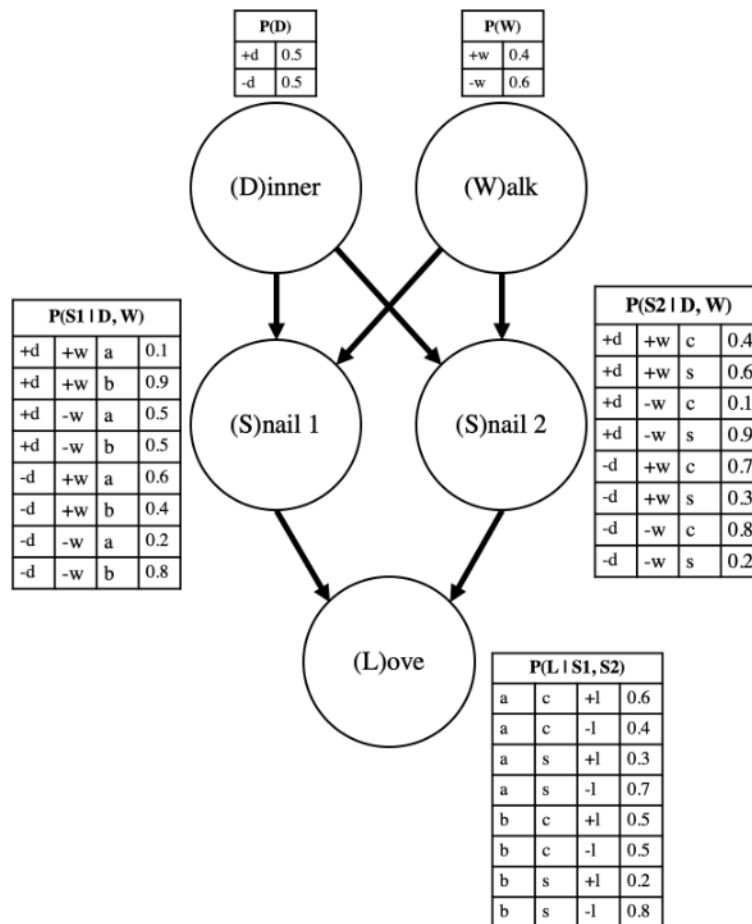 P(D)
+d 0.5
-d 0.5
P(W)
+w 0.4
-w 0.6
(D)inner
(W)alk
P(S1 | D, W)
+d +w a 0.1
+d +w b 0.9
+d -w a 0.5
+d -w b 0.5
-d +w a 0.6
-d +w b 0.4
-d -w a 0.2
-d -w b 0.8
(S)nail 1
(S)nail 2
P(S2 | D, W)
+d +w c 0.4
+d +w s 0.6
+d -w c 0.1
+d -w s 0.9
-d +w c 0.7
-d +w s 0.3
-d -w c 0.8
-d -w s 0.2
(L)ove
P(L | S1, S2)
a c +l 0.6
a c -l 0.4
a s +l 0.3
a s -l 0.7
b c +l 0.5
b c -l 0.5
b s +l 0.2
b s -l 0.8